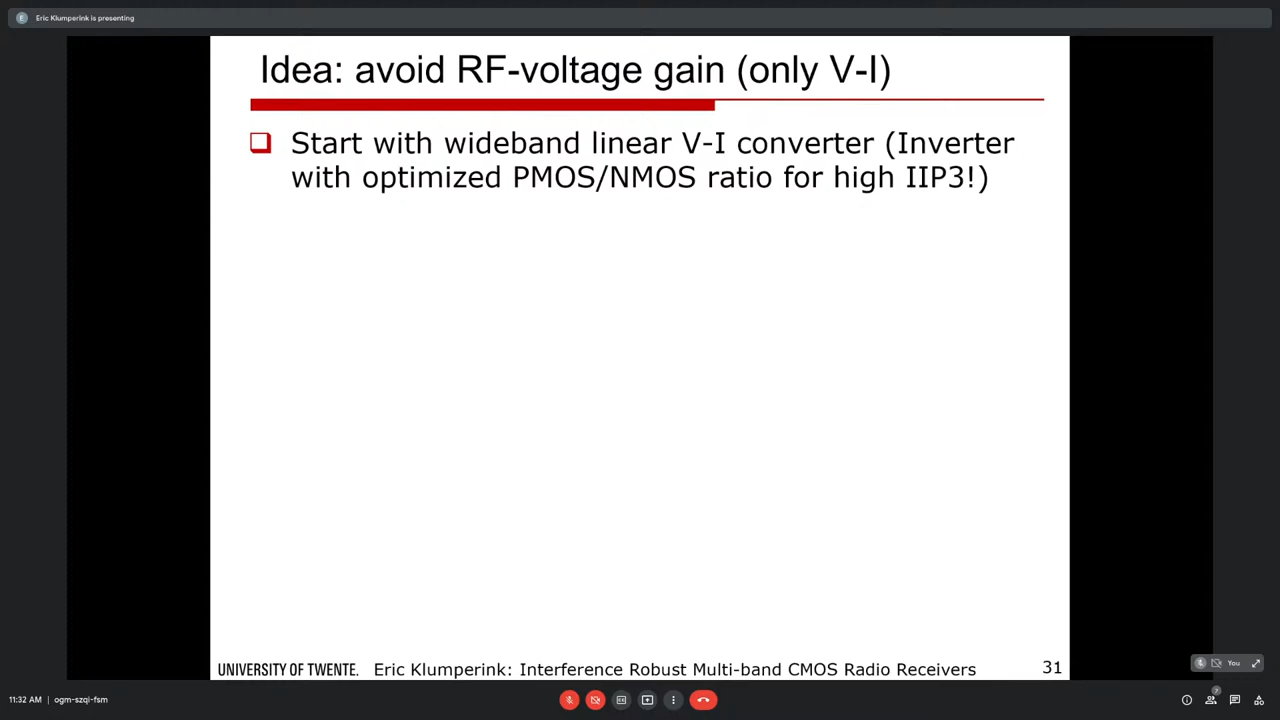 Eric Klumperink is presenting
Idea: avoid RF-voltage gain (only V-I)
Start with wideband linear V-I converter (Inverter
with optimized PMOS/NMOS ratio for high IIP3!)
UNIVERSITY OF TWENTE. Eric Klumperink: Interference Robust Multi-band CMOS Radio Receivers 31
You
11:32 AM | ogm-szqi-fsm